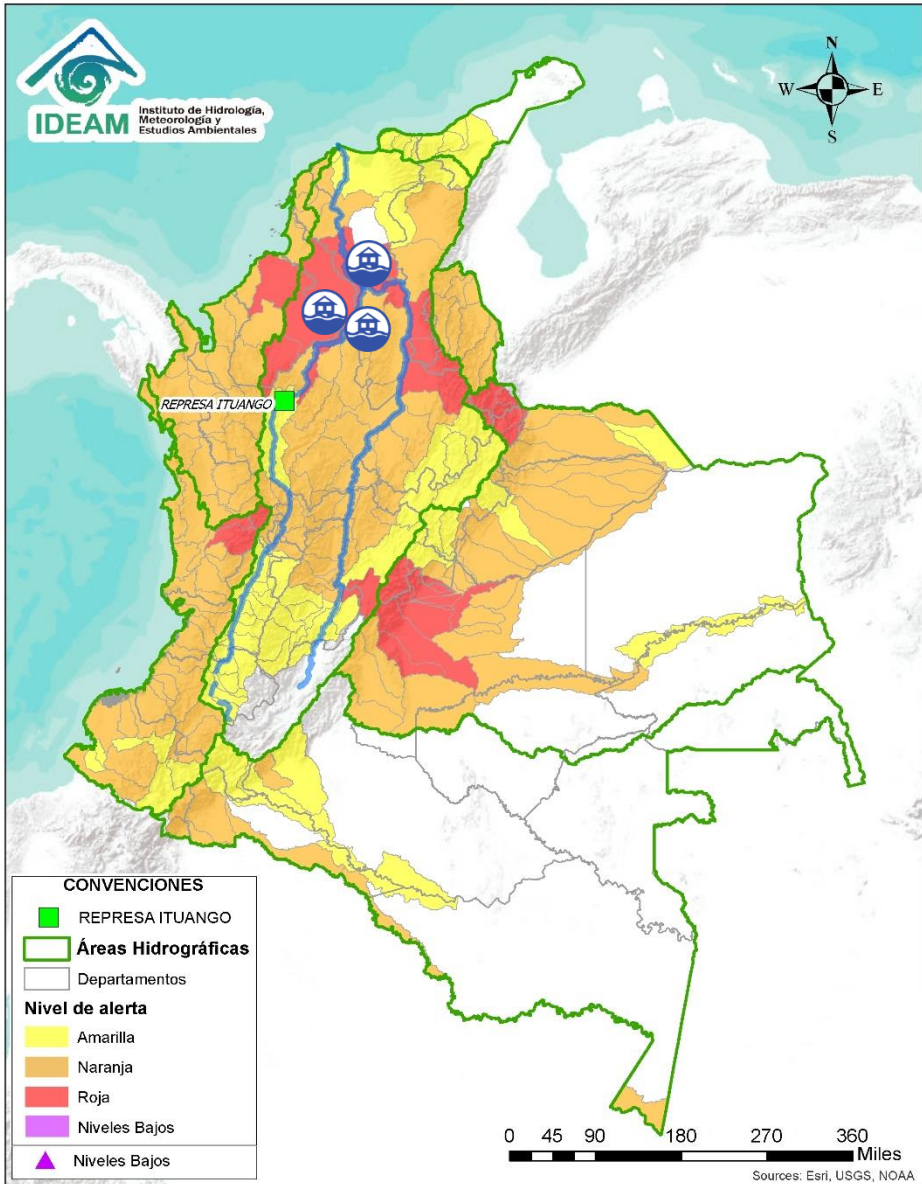 IDEAM
Instituto de Hidrología,
Meteorología y
Estudios Ambientales
N
W
E
S
REPRESA ITUANGO
CONVENCIONES
REPRESA ITUANGO
Áreas Hidrográficas
Departamentos
Nivel de alerta
Amarilla
Naranja
Roja
Niveles Bajos
Niveles Bajos
0 45 90 180 270 360
Miles
Sources: Esri, USGS, NOAA